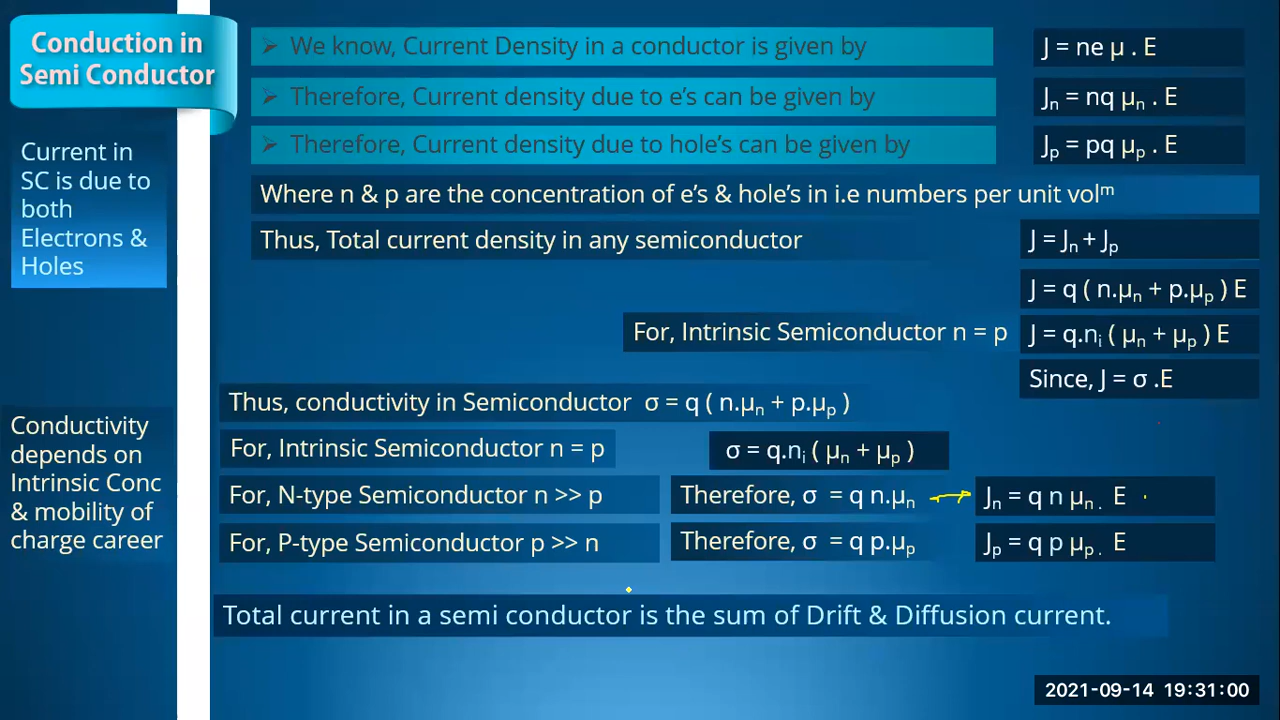 Conduction in
Semi Conductor
➢ We know, Current Density in a conductor is given by
J = ne µ . E
➢ Therefore, Current density due to e's can be given by
Jn = nq µn . E
➢ Therefore, Current density due to hole's can be given by
Jp = pq µp . E
Current in
SC is due to
both
Electrons &
Holes
Where n & p are the concentration of e's & hole's in i.e numbers per unit volᵐ
Thus, Total current density in any semiconductor
J = Jn + Jp
J = q ( n.µn + p.µp ) E
For, Intrinsic Semiconductor n = p
J = q.ni ( µn + µp ) E
Since, J = σ .E
Thus, conductivity in Semiconductor σ = q ( n.µn + p.µp )
Conductivity
depends on
Intrinsic Conc
& mobility of
charge career
For, Intrinsic Semiconductor n = p
σ = q.ni ( µn + µp )
For, N-type Semiconductor n >> p
Therefore, σ = q n.µn
Jn = q n µn . E
For, P-type Semiconductor p >> n
Therefore, σ = q p.µp
Jp = q p µp . E
Total current in a semi conductor is the sum of Drift & Diffusion current.
2021-09-14 19:31:00